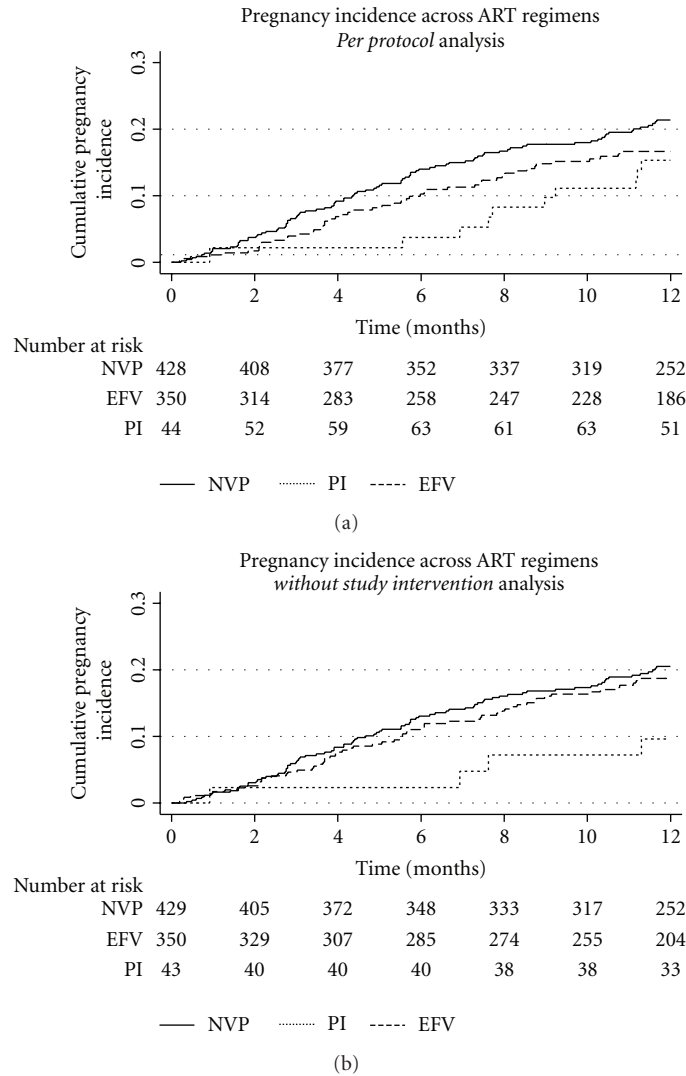 Pregnancy incidence across ART regimens
Per protocol analysis
Cumulative pregnancy
incidence
0.3
0.2
0.1
0
0 2 4 6 8 10 12
Time (months)
Number at risk
NVP 428 408 377 352 337 319 252
EFV 350 314 283 258 247 228 186
PI 44 52 59 63 61 63 51
NVP PI EFV
(a)
Pregnancy incidence across ART regimens
without study intervention analysis
Cumulative pregnancy
incidence
0.3
0.2
0.1
0
0 2 4 6 8 10 12
Time (months)
Number at risk
NVP 429 405 372 348 333 317 252
EFV 350 329 307 285 274 255 204
PI 43 40 40 40 38 38 33
NVP PI EFV
(b)